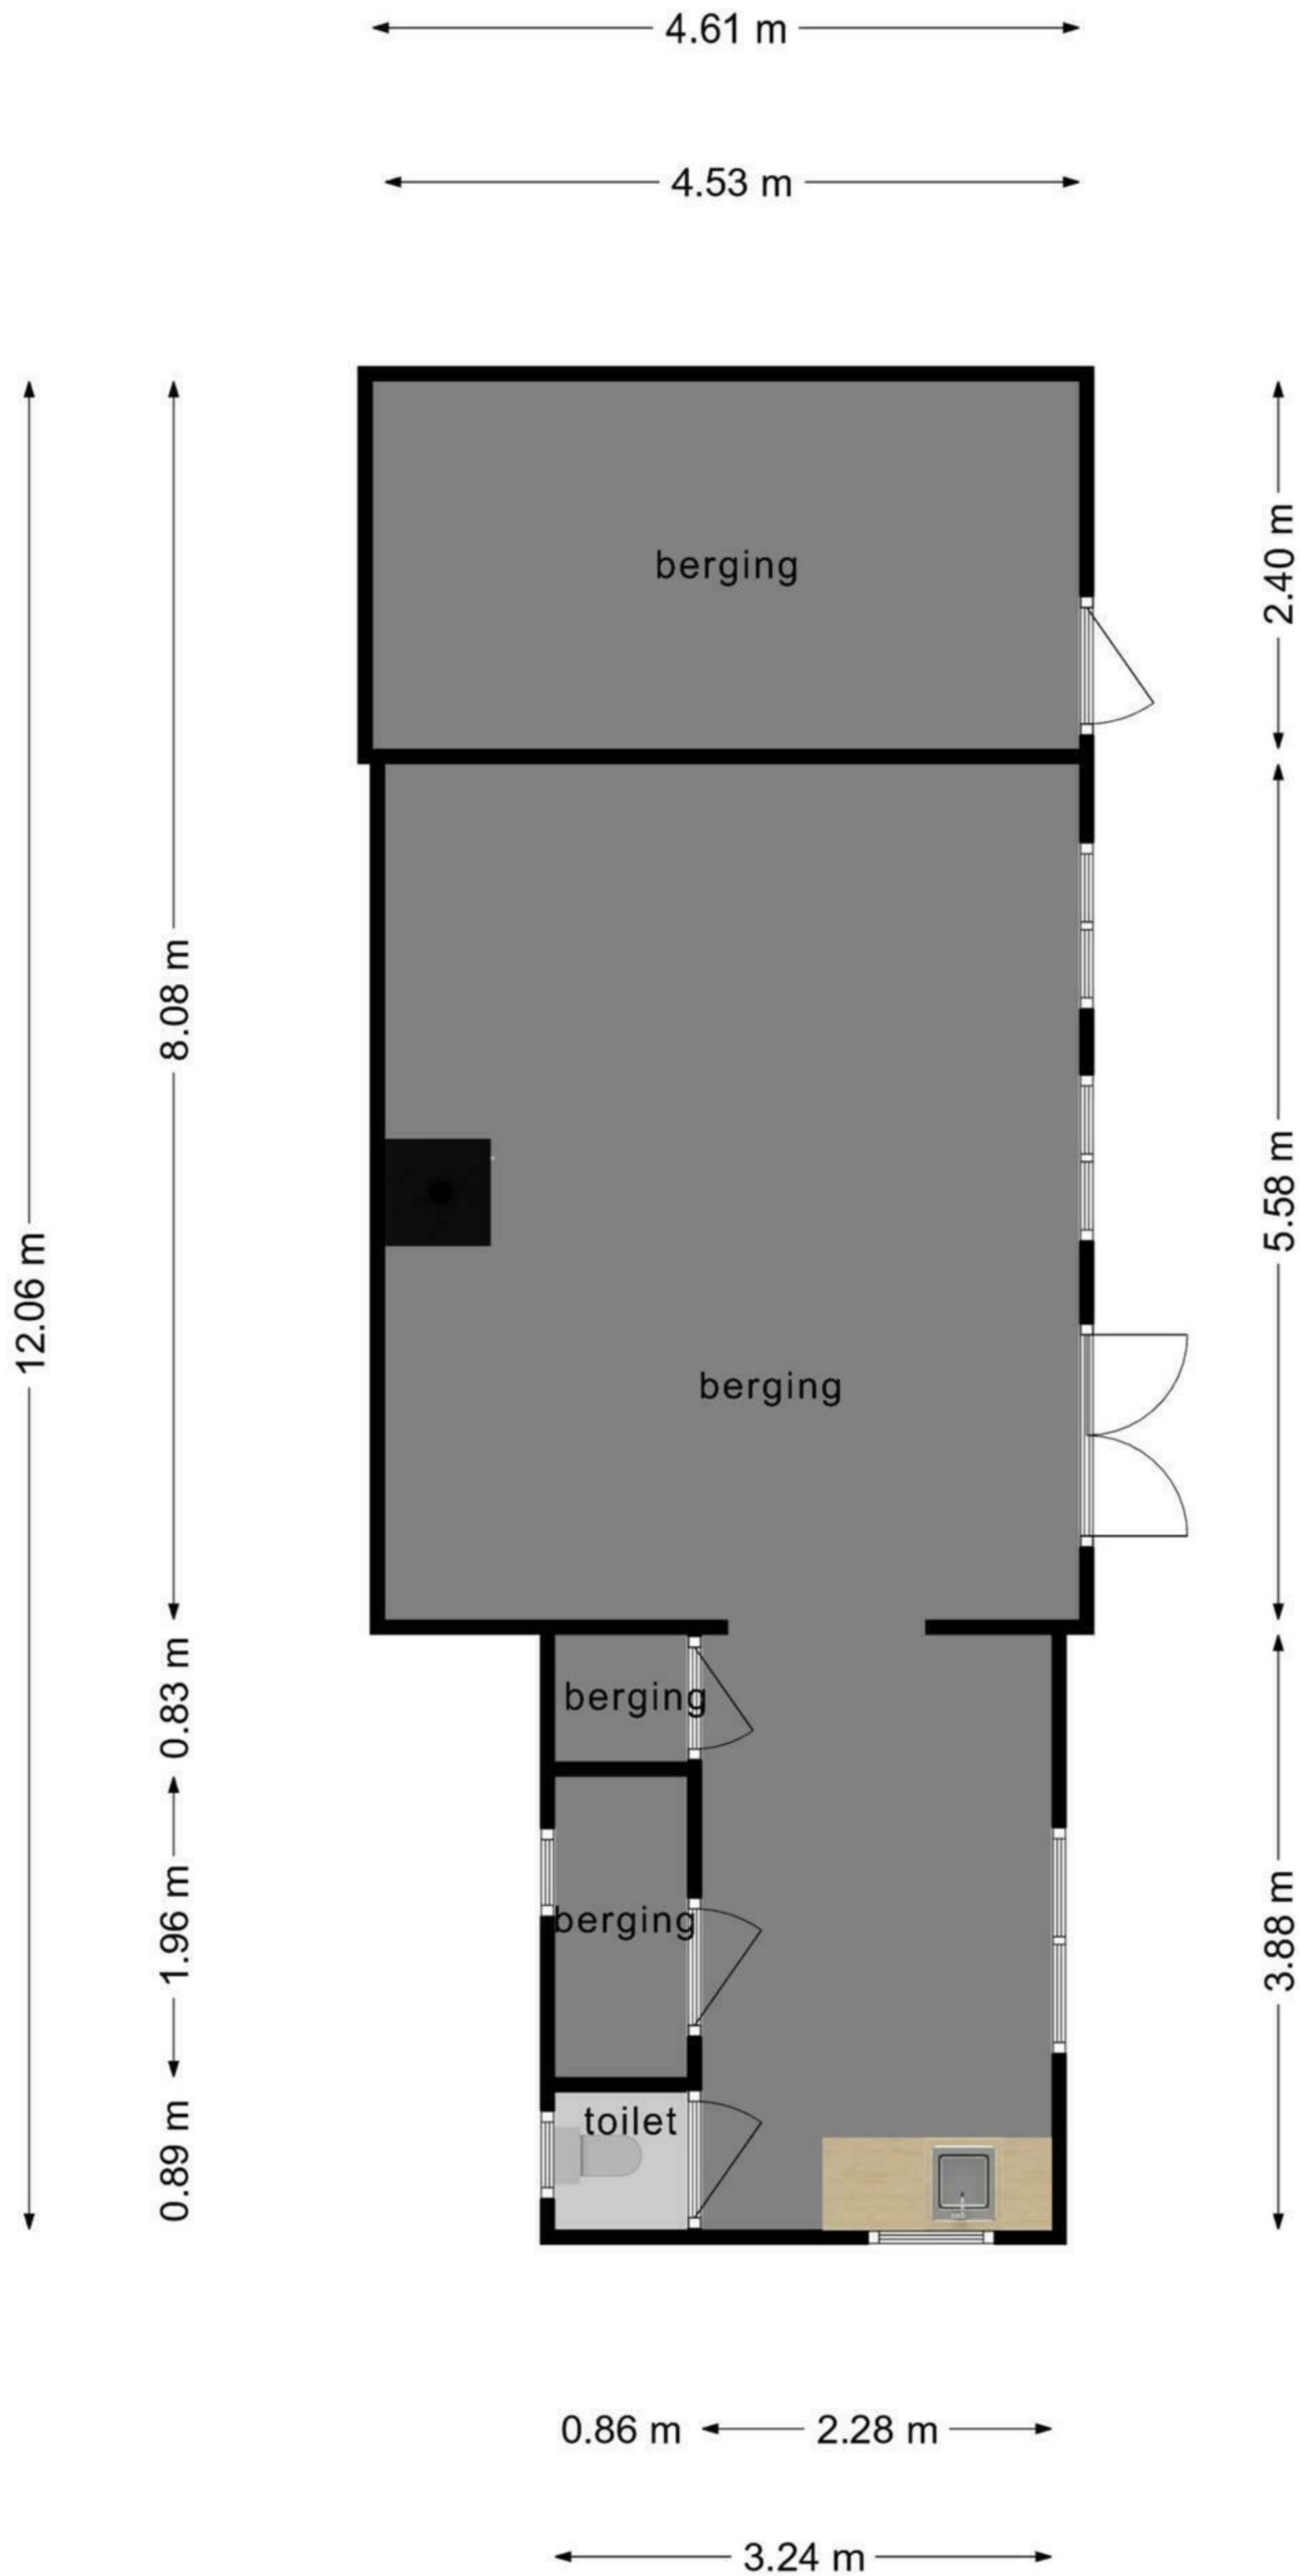 4.61 m
4.53 m
berging
2.40 m
8.08 m
5.58 m
12.06 m
berging
berging
0.83 m
berging
1.96 m
3.88 m
toilet
0.89 m
0.86 m
2.28 m
3.24 m